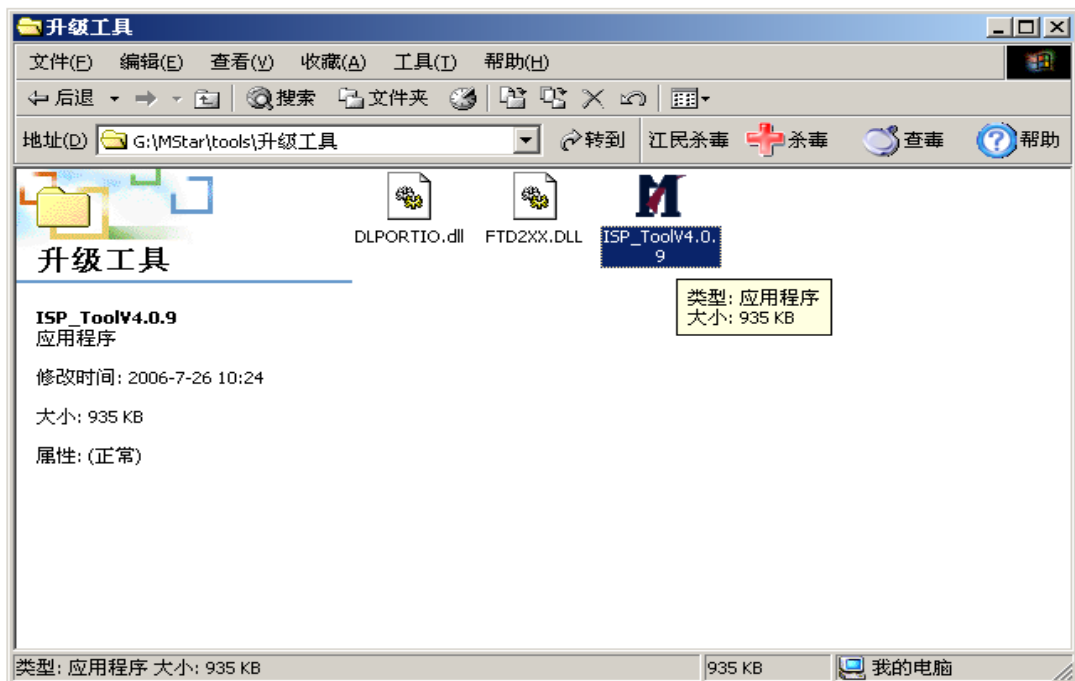 升级工具
文件(F) 编辑(E) 查看(V) 收藏(A) 工具(T) 帮助(H)
后退 搜索 文件夹
地址(D) G:\MStar\tools\升级工具 转到 江民杀毒 杀毒 查毒 帮助
DLPORTIO.dll FTD2XX.DLL ISP_ToolV4.0.
9
升级工具
类型: 应用程序
大小: 935 KB
ISP_ToolV4.0.9
应用程序
修改时间: 2006-7-26 10:24
大小: 935 KB
属性: (正常)
类型: 应用程序 大小: 935 KB 935 KB 我的电脑